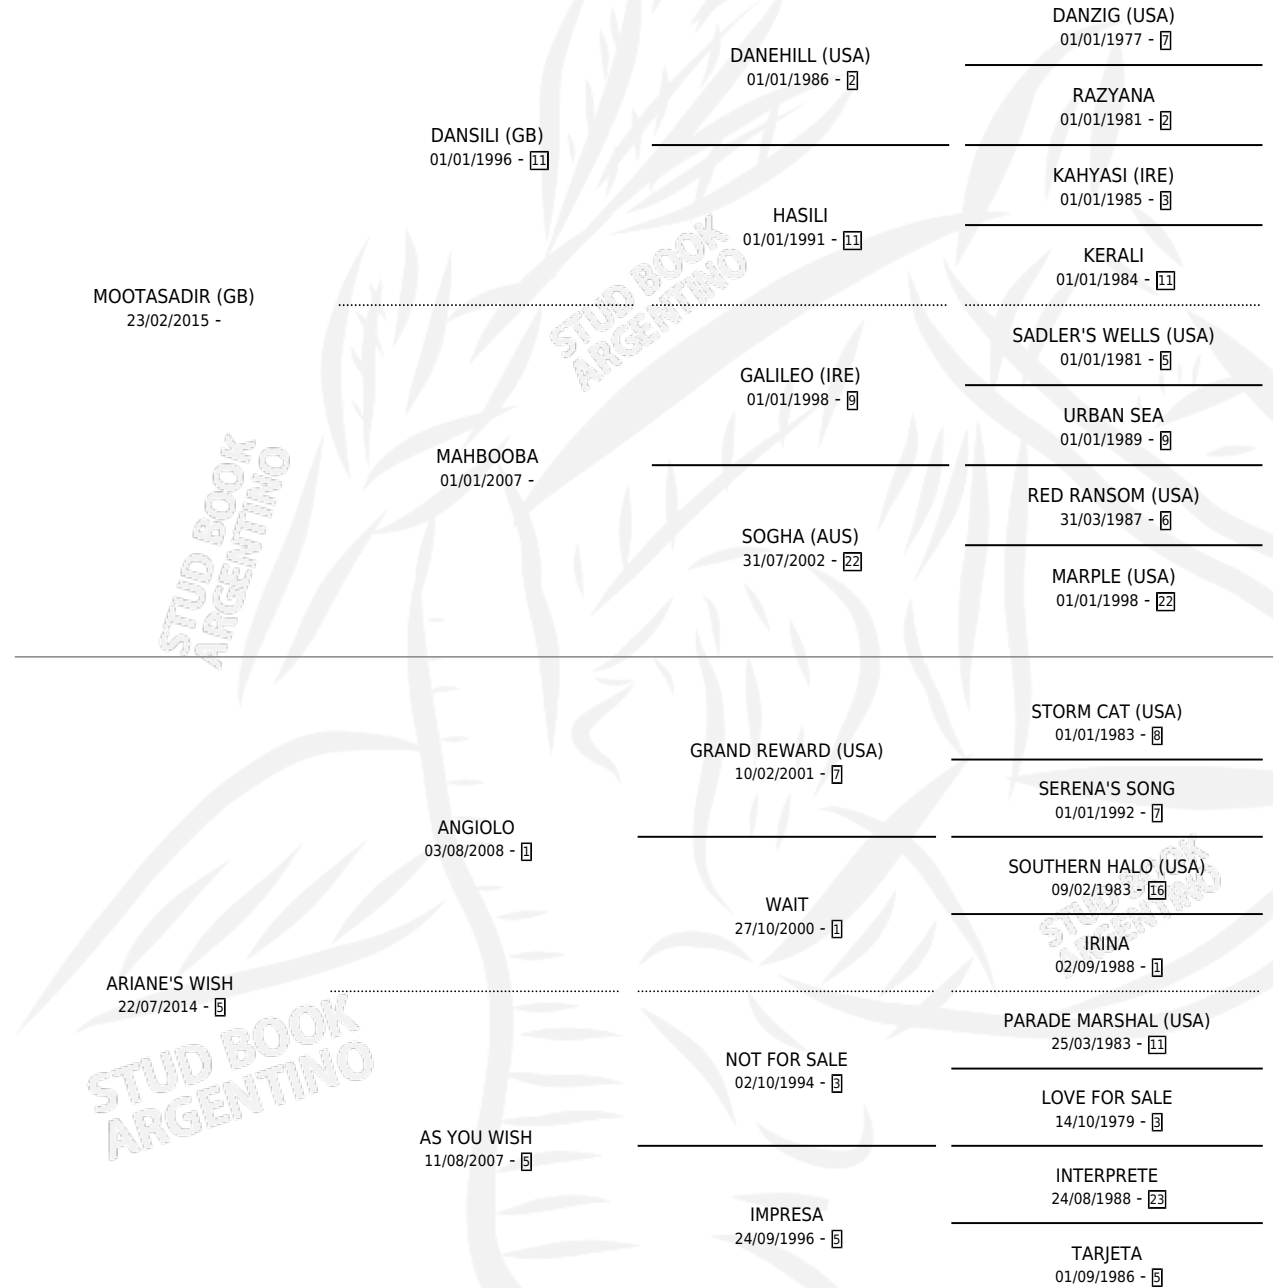 MOOTASADIR (GB)
23/02/2015 -
DANSILI (GB)
01/01/1996 - 11
MAHBOOBA
01/01/2007 -
DANEHILL (USA)
01/01/1986 - 2
HASILI
01/01/1991 - 11
GALILEO (IRE)
01/01/1998 - 9
SOGHA (AUS)
31/07/2002 - 22
DANZIG (USA)
01/01/1977 - 7
RAZYANA
01/01/1981 - 2
KAHYASI (IRE)
01/01/1985 - 3
KERALI
01/01/1984 - 11
SADLER'S WELLS (USA)
01/01/1981 - 5
URBAN SEA
01/01/1989 - 9
RED RANSOM (USA)
31/03/1987 - 6
MARPLE (USA)
01/01/1998 - 22
ARIANE'S WISH
22/07/2014 - 5
ANGIOLO
03/08/2008 - 1
AS YOU WISH
11/08/2007 - 5
GRAND REWARD (USA)
10/02/2001 - 7
WAIT
27/10/2000 - 1
NOT FOR SALE
02/10/1994 - 3
IMPRESA
24/09/1996 - 5
STORM CAT (USA)
01/01/1983 - 8
SERENA'S SONG
01/01/1992 - 7
SOUTHERN HALO (USA)
09/02/1983 - 16
IRINA
02/09/1988 - 1
PARADE MARSHAL (USA)
25/03/1983 - 11
LOVE FOR SALE
14/10/1979 - 3
INTERPRETE
24/08/1988 - 23
TARJETA
01/09/1986 - 5
STUD BOOK
ARGENTINO
STUD BOOK
ARGENTINO
STUD BOOK
ARGENTINO
STUD BOOK
ARGENTINO